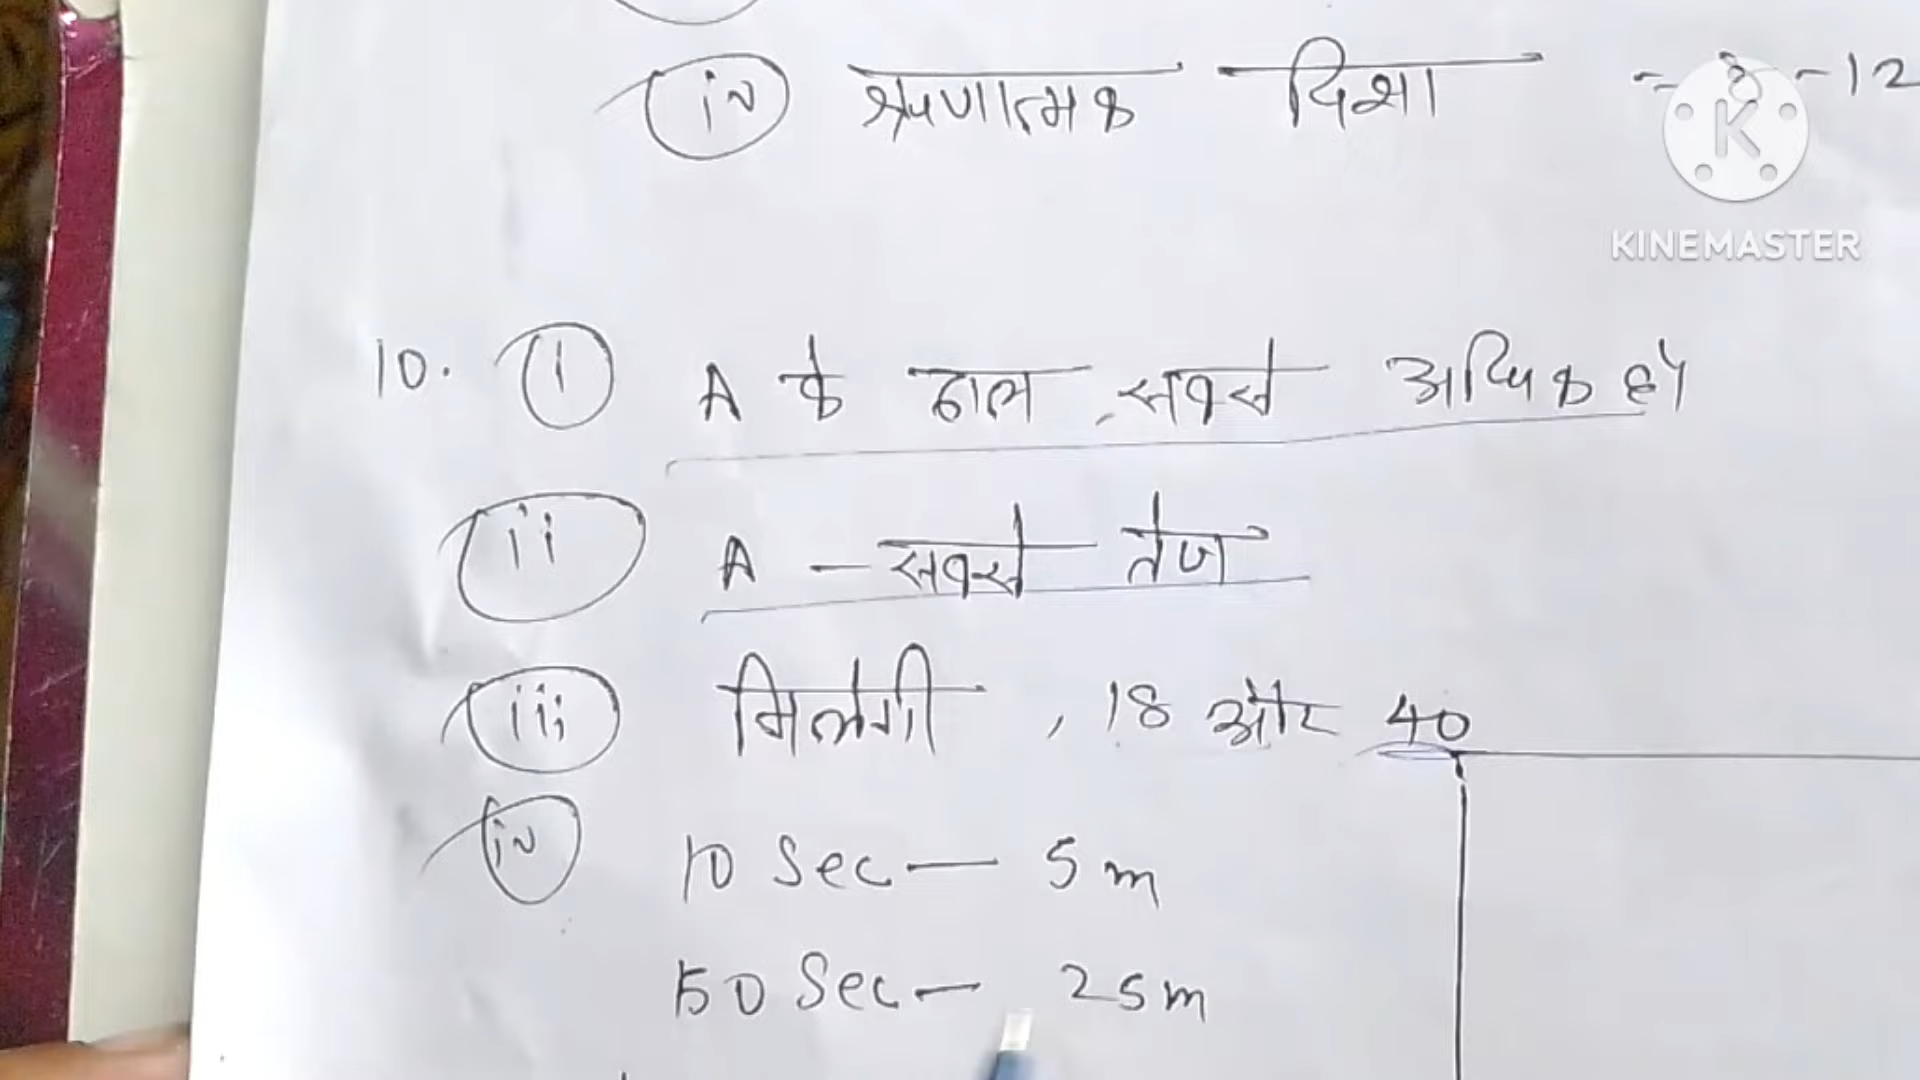 iv ऋणात्मक दिशा -12
KINEMASTER
10. i A के ढाल सबसे अधिक है।
ii A - सबसे तेज
iii मिलेगी, 18 और 40
iv 10 Sec — 5 m
50 Sec — 25 m